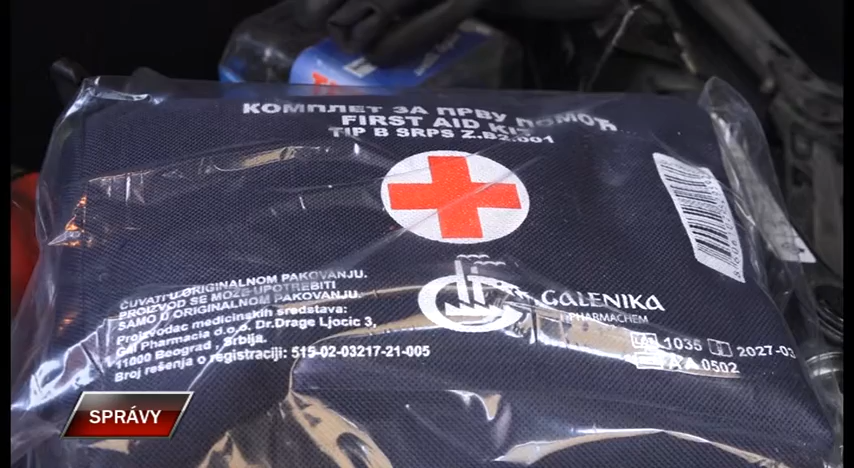 КОМПЛЕТ ЗА ПРВУ ПОМОЋ
FIRST AID KIT
TIP B SRPS Z.B2.001
ČUVATI U ORIGINALNOM PAKOVANJU.
PROIZVOD SE MOŽE UPOTREBITI
SAMO U ORIGINALNOM PAKOVANJU.
Proizvođač medicinskih sredstava:
Gal Pharmacia d.o.o. Dr.Drage Ljocic 3,
11000 Beograd , Srbija.
Broj rešenja o registraciji: 515-02-03217-21-005
GALENIKA
PHARMACHEM
1035
2027-03
0502
SPRÁVY